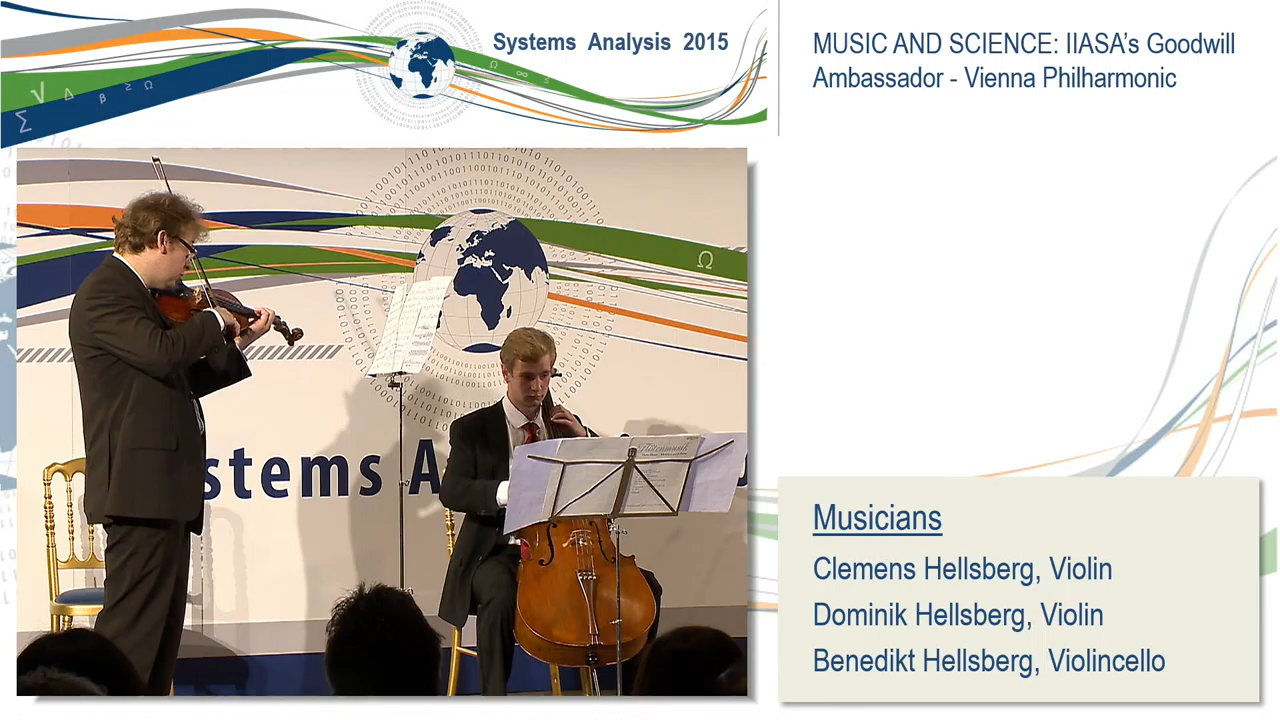 Systems Analysis 2015
MUSIC AND SCIENCE: IIASA's Goodwill
Ambassador - Vienna Philharmonic
√ Δ β ≥ Ω
Σ
Ω ∞ ≤
Ω
stems A
Flötenmusik
Musicians
Clemens Hellsberg, Violin
Dominik Hellsberg, Violin
Benedikt Hellsberg, Violincello